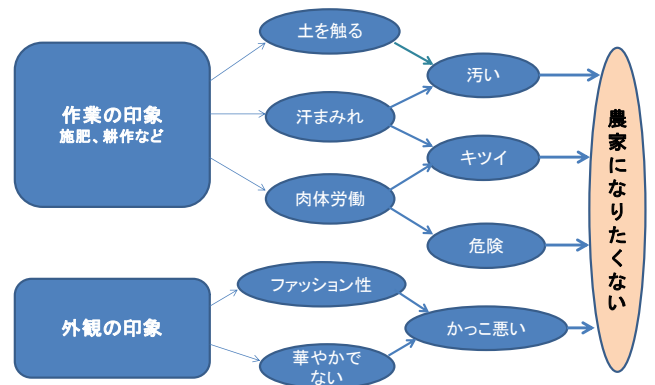 作業の印象
施肥、耕作など
土を触る
汗まみれ
肉体労働
汚い
キツイ
危険
外観の印象
ファッション性
華やかで
ない
かっこ悪い
農家になりたくない